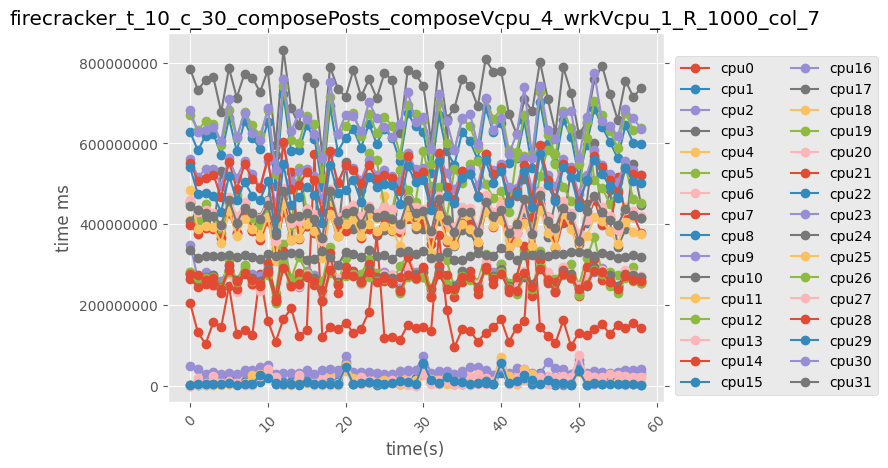 firecracker_t_10_c_30_composePosts_composeVcpu_4_wrkVcpu_1_R_1000_col_7
800000000
600000000
400000000
200000000
0
time ms
0
10
20
30
40
50
60
time(s)
cpu0
cpu1
cpu2
cpu3
cpu4
cpu5
cpu6
cpu7
cpu8
cpu9
cpu10
cpu11
cpu12
cpu13
cpu14
cpu15
cpu16
cpu17
cpu18
cpu19
cpu20
cpu21
cpu22
cpu23
cpu24
cpu25
cpu26
cpu27
cpu28
cpu29
cpu30
cpu31